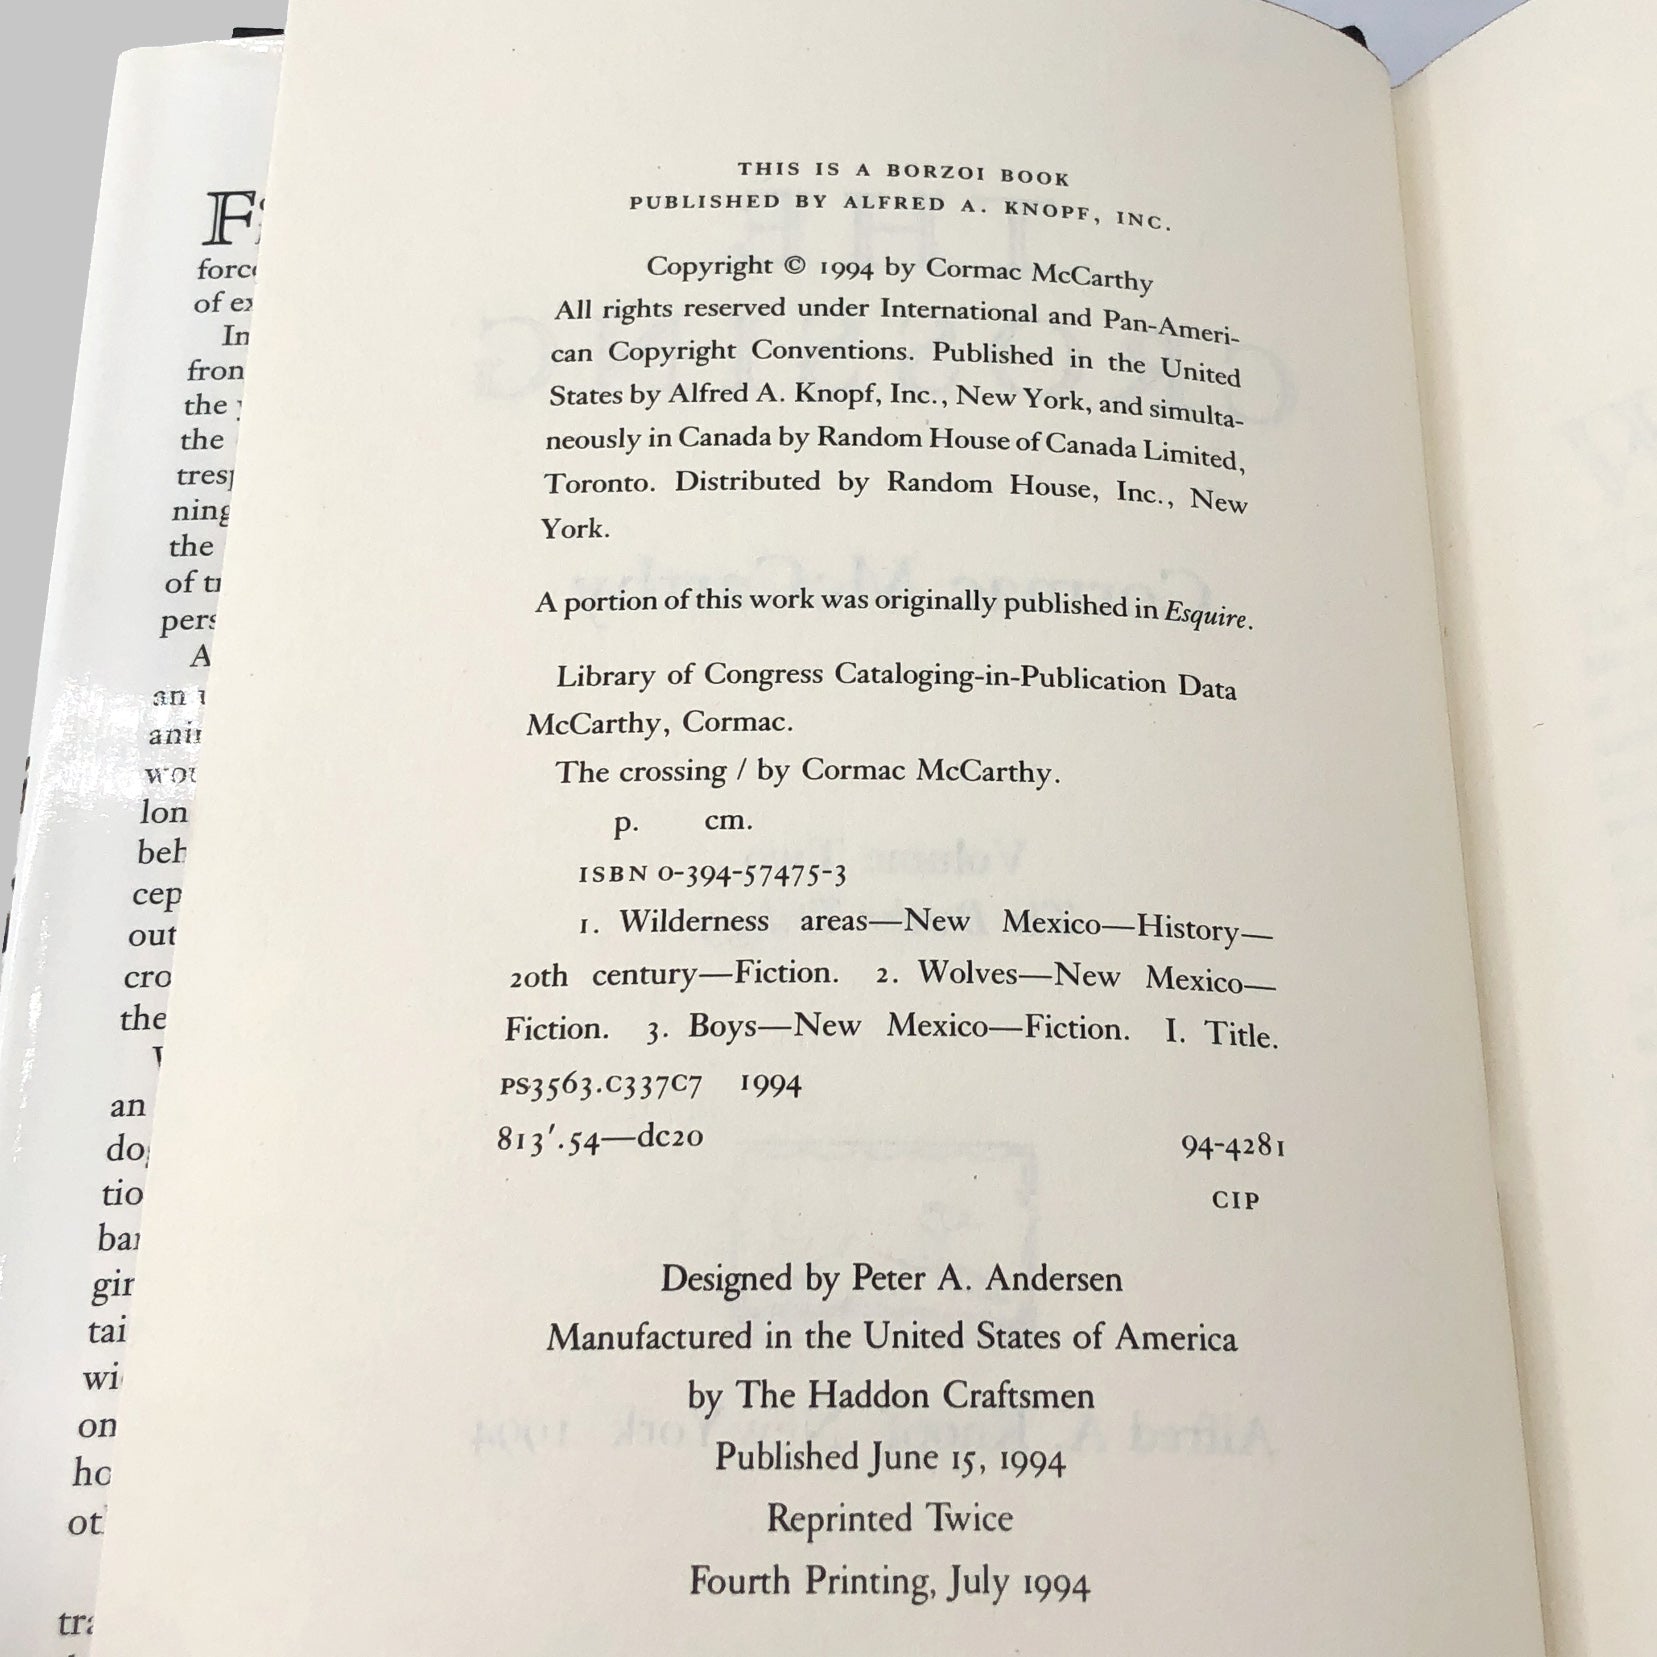 THIS IS A BORZOI BOOK
PUBLISHED BY ALFRED A. KNOPF, INC.
Copyright © 1994 by Cormac McCarthy
All rights reserved under International and Pan-Ameri-
can Copyright Conventions. Published in the United
States by Alfred A. Knopf, Inc., New York, and simulta-
neously in Canada by Random House of Canada Limited,
Toronto. Distributed by Random House, Inc., New
York.
A portion of this work was originally published in Esquire.
Library of Congress Cataloging-in-Publication Data
McCarthy, Cormac.
The crossing / by Cormac McCarthy.
p. cm.
ISBN 0-394-57475-3
1. Wilderness areas—New Mexico—History—
20th century—Fiction. 2. Wolves—New Mexico—
Fiction. 3. Boys—New Mexico—Fiction. I. Title.
PS3563.C337C7 1994
813'.54—dc20 94-4281
CIP
Designed by Peter A. Andersen
Manufactured in the United States of America
by The Haddon Craftsmen
Published June 15, 1994
Reprinted Twice
Fourth Printing, July 1994